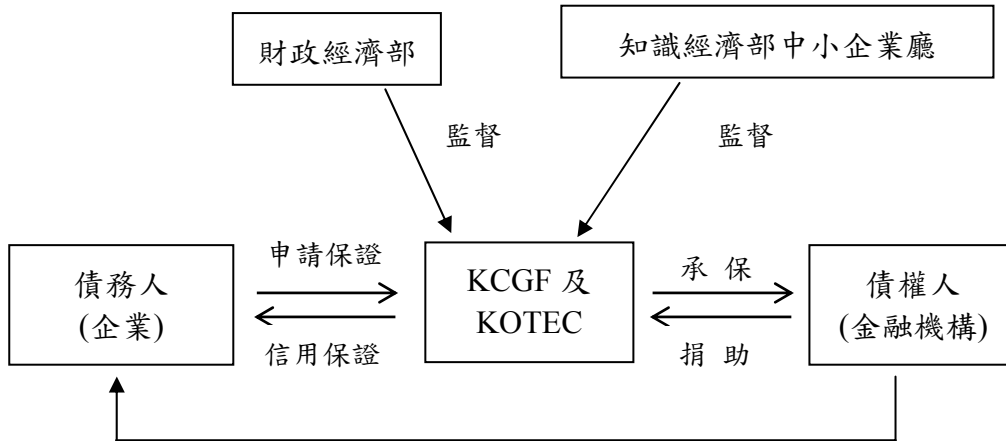 財政經濟部
知識經濟部中小企業廳
監督
監督
債務人
(企業)
申請保證
信用保證
KCGF 及
KOTEC
承 保
捐 助
債權人
(金融機構)